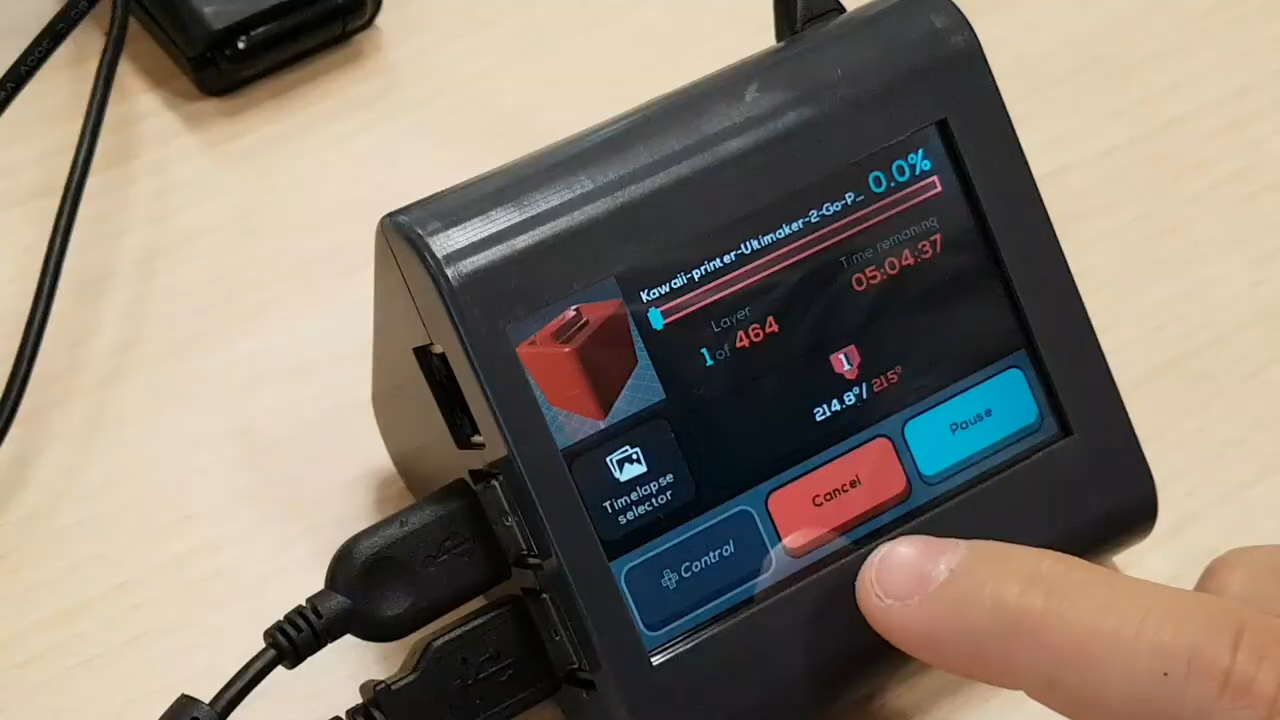 0.0%
Kawaii-printer-Ultimaker-2-Go-P...
Time remaining
05:04:37
Layer
1 of 464
1
214.8°/ 215°
Timelapse
selector
Control
Cancel
Pause